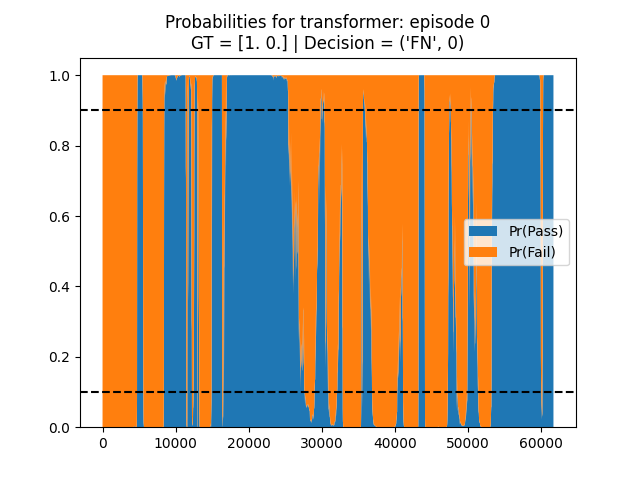 Probabilities for transformer: episode 0
GT = [1. 0.] | Decision = ('FN', 0)
1.0
0.8
0.6
0.4
0.2
0.0
Pr(Pass)
Pr(Fail)
0 10000 20000 30000 40000 50000 60000